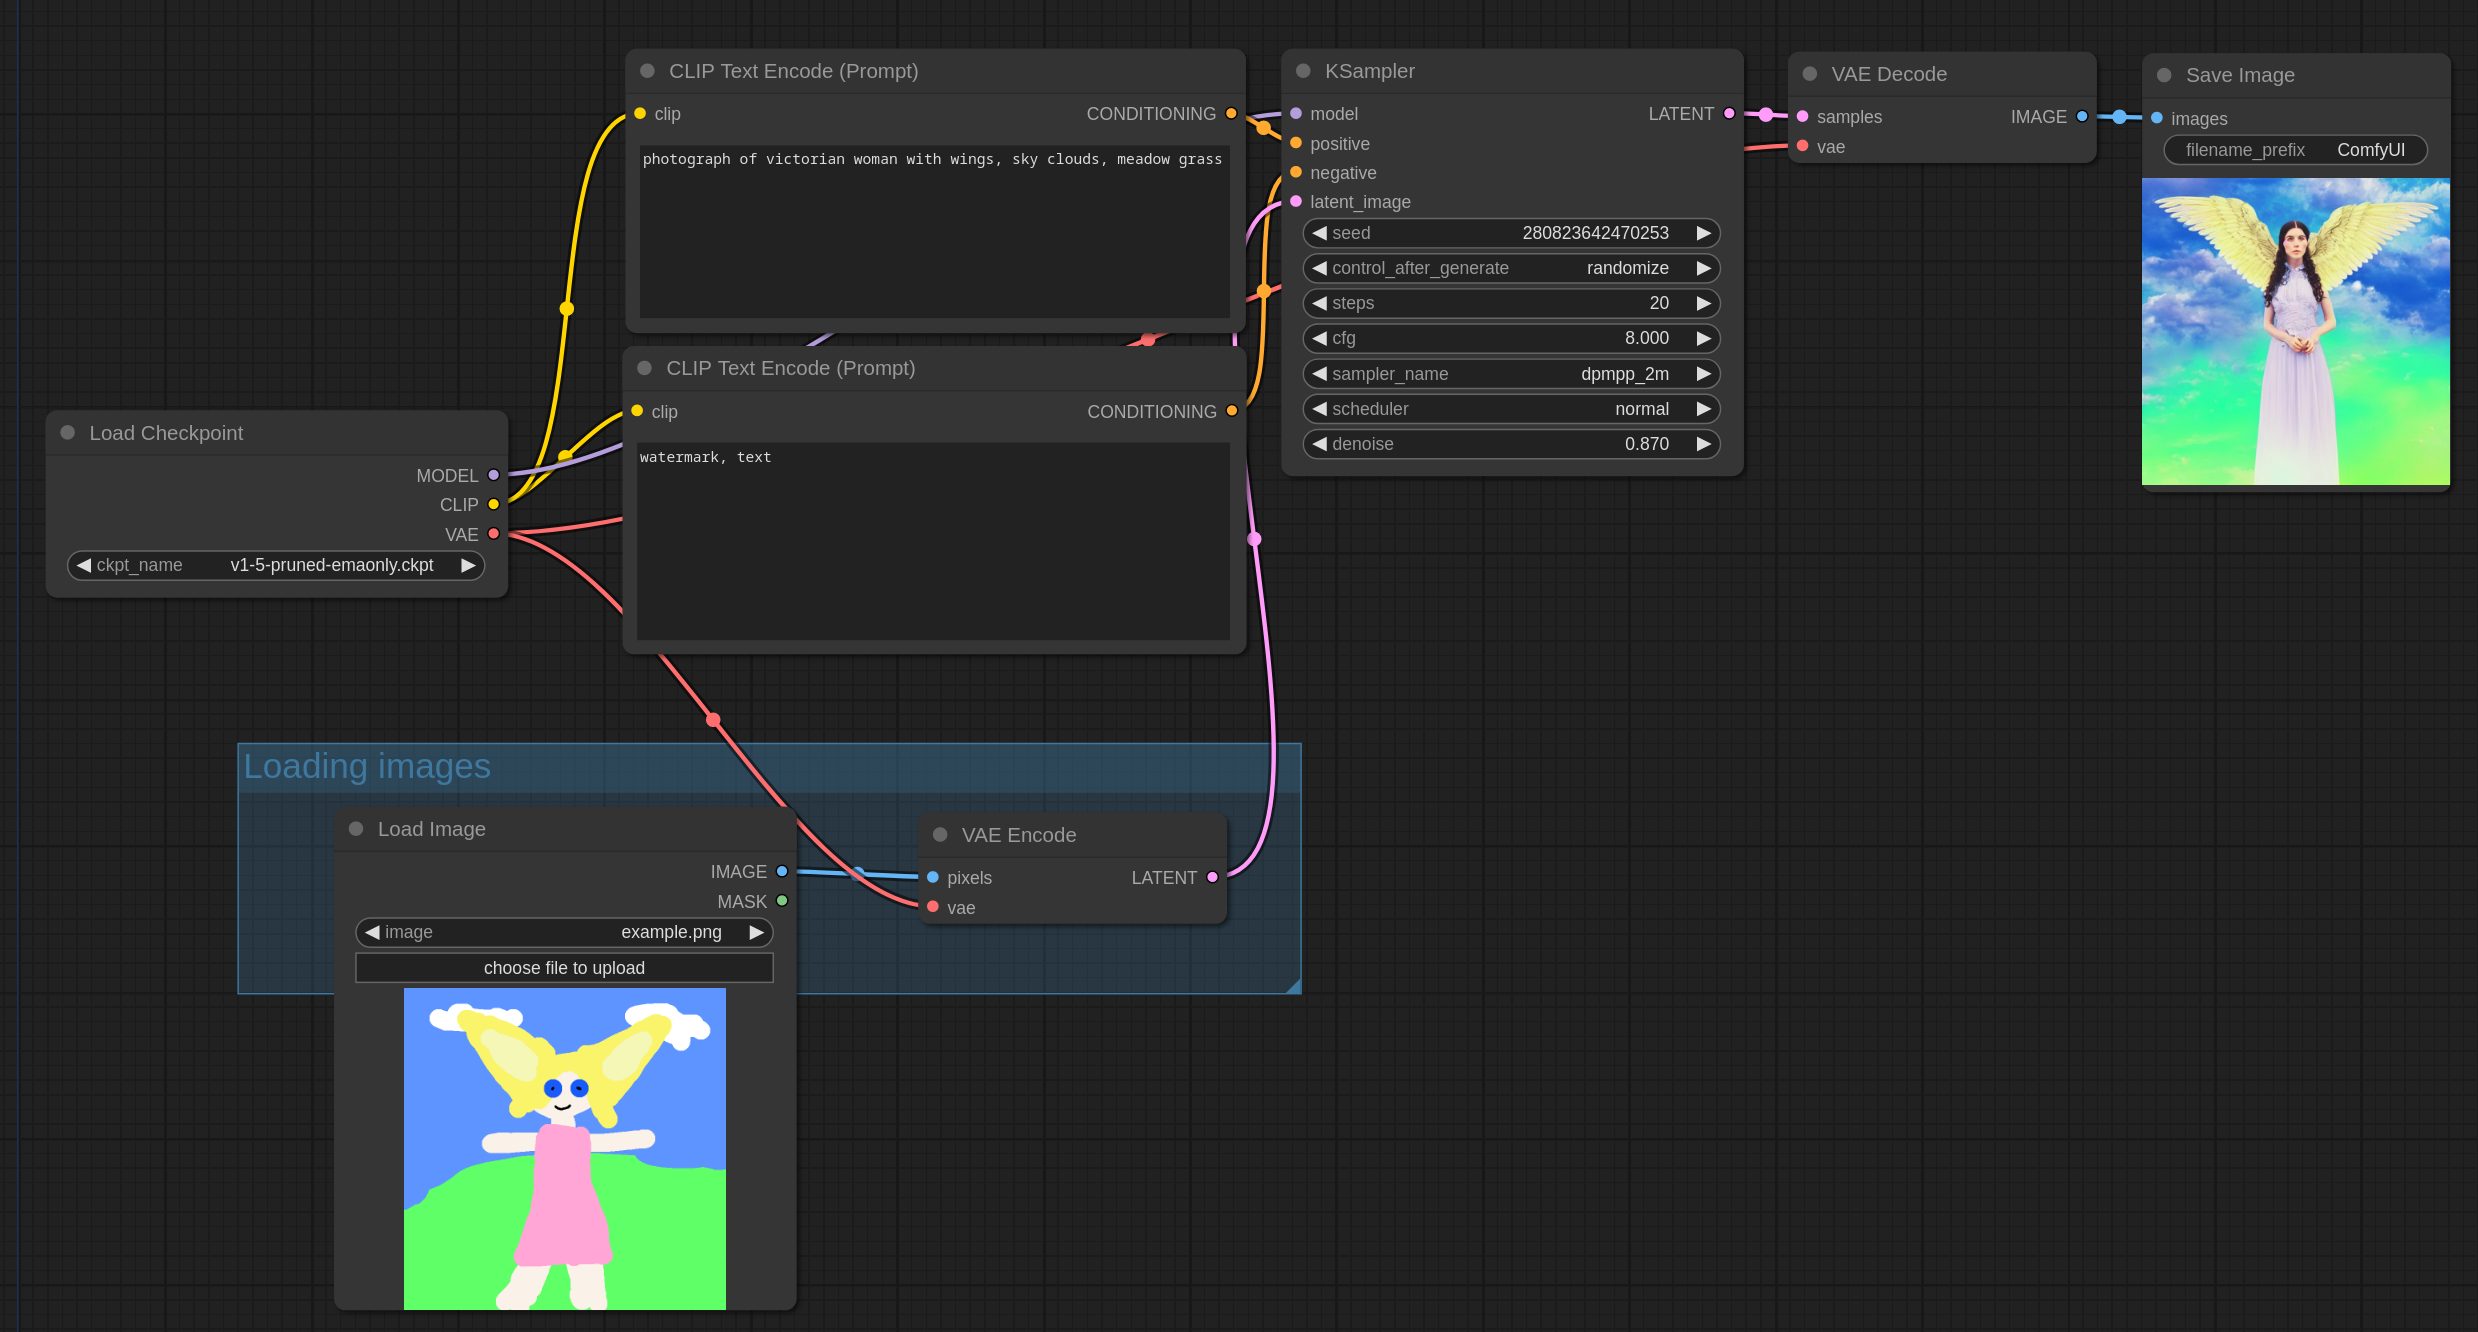 CLIP Text Encode (Prompt)
clip CONDITIONING
photograph of victorian woman with wings, sky clouds, meadow grass
KSampler
model LATENT
positive
negative
latent_image
seed 280823642470253
control_after_generate randomize
steps 20
cfg 8.000
sampler_name dpmpp_2m
scheduler normal
denoise 0.870
VAE Decode
samples IMAGE
vae
Save Image
images
filename_prefix ComfyUI
CLIP Text Encode (Prompt)
clip CONDITIONING
watermark, text
Load Checkpoint
MODEL
CLIP
VAE
ckpt_name v1-5-pruned-emaonly.ckpt
Loading images
Load Image
IMAGE
MASK
image example.png
choose file to upload
VAE Encode
pixels LATENT
vae